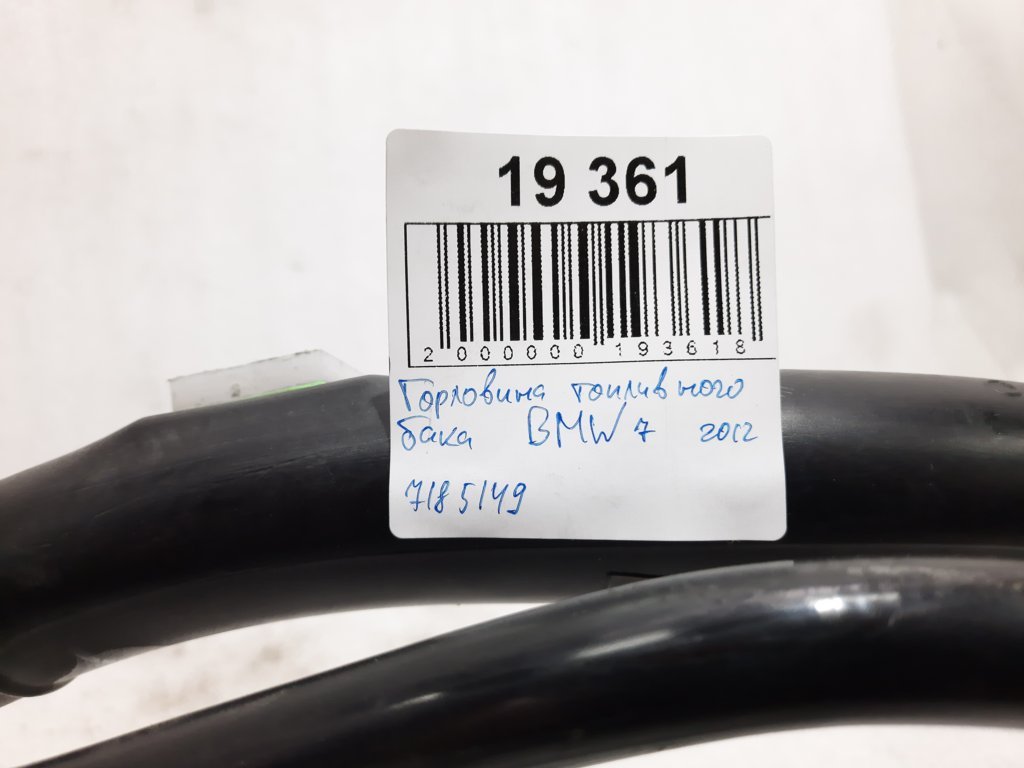 19 361
2 000000 193618
Горловина топливного
бака BMW 7 2012
7185149